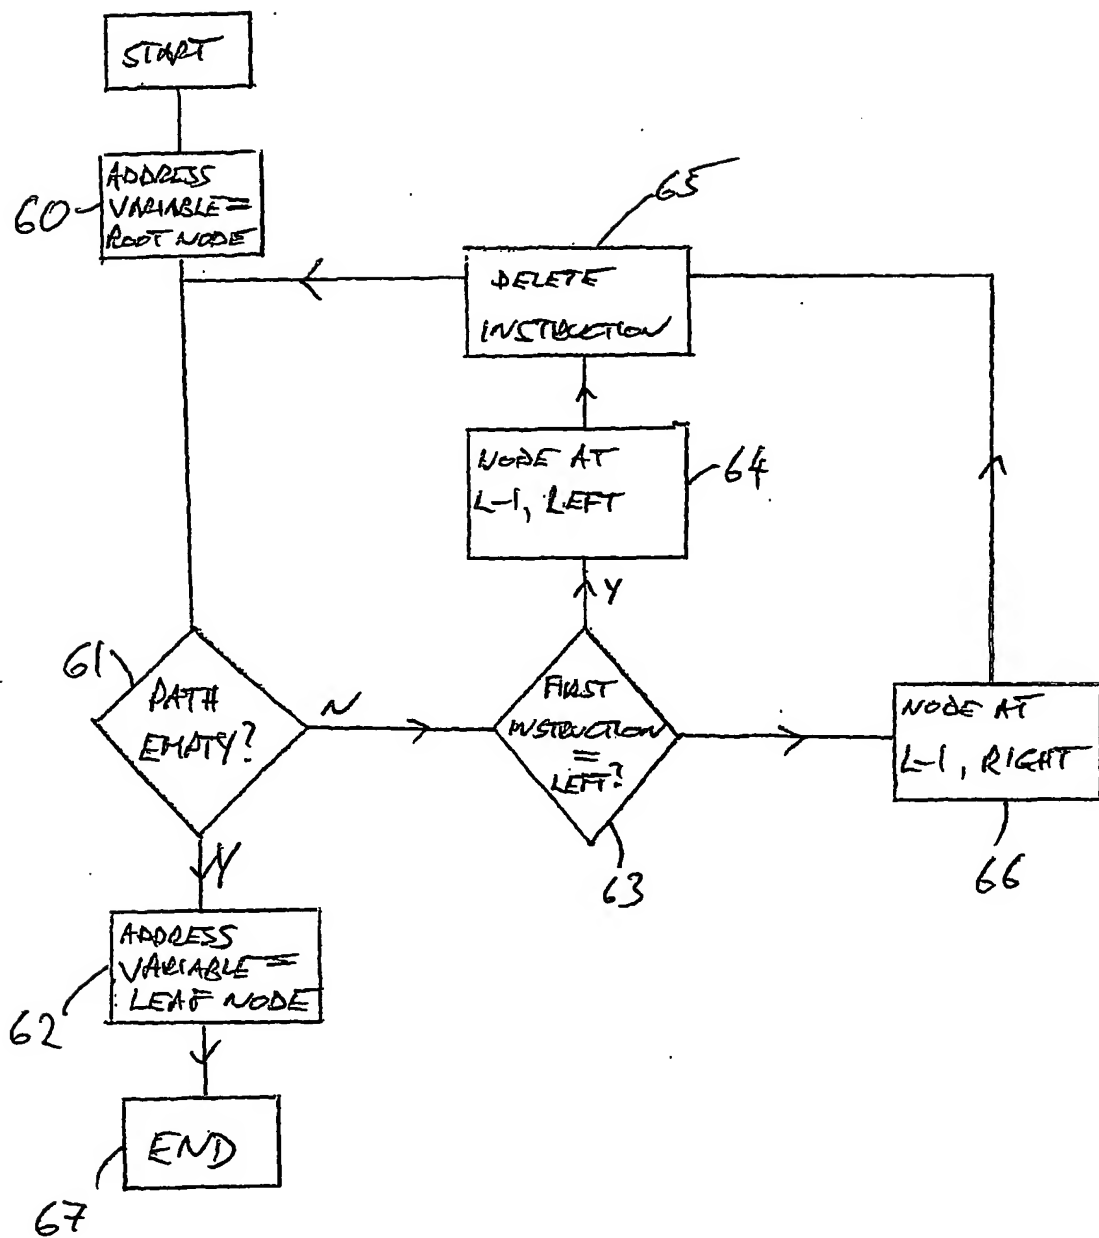 START
ADDRESS
VARIABLE =
ROOT NODE
60
65
DELETE
INSTRUCTION
NODE AT
L-1, LEFT
64
Y
61
PATH
EMPTY?
N
FIRST
INSTRUCTION
=
LEFT?
63
NODE AT
L-1, RIGHT
66
Y
ADDRESS
VARIABLE =
LEAF NODE
62
END
67